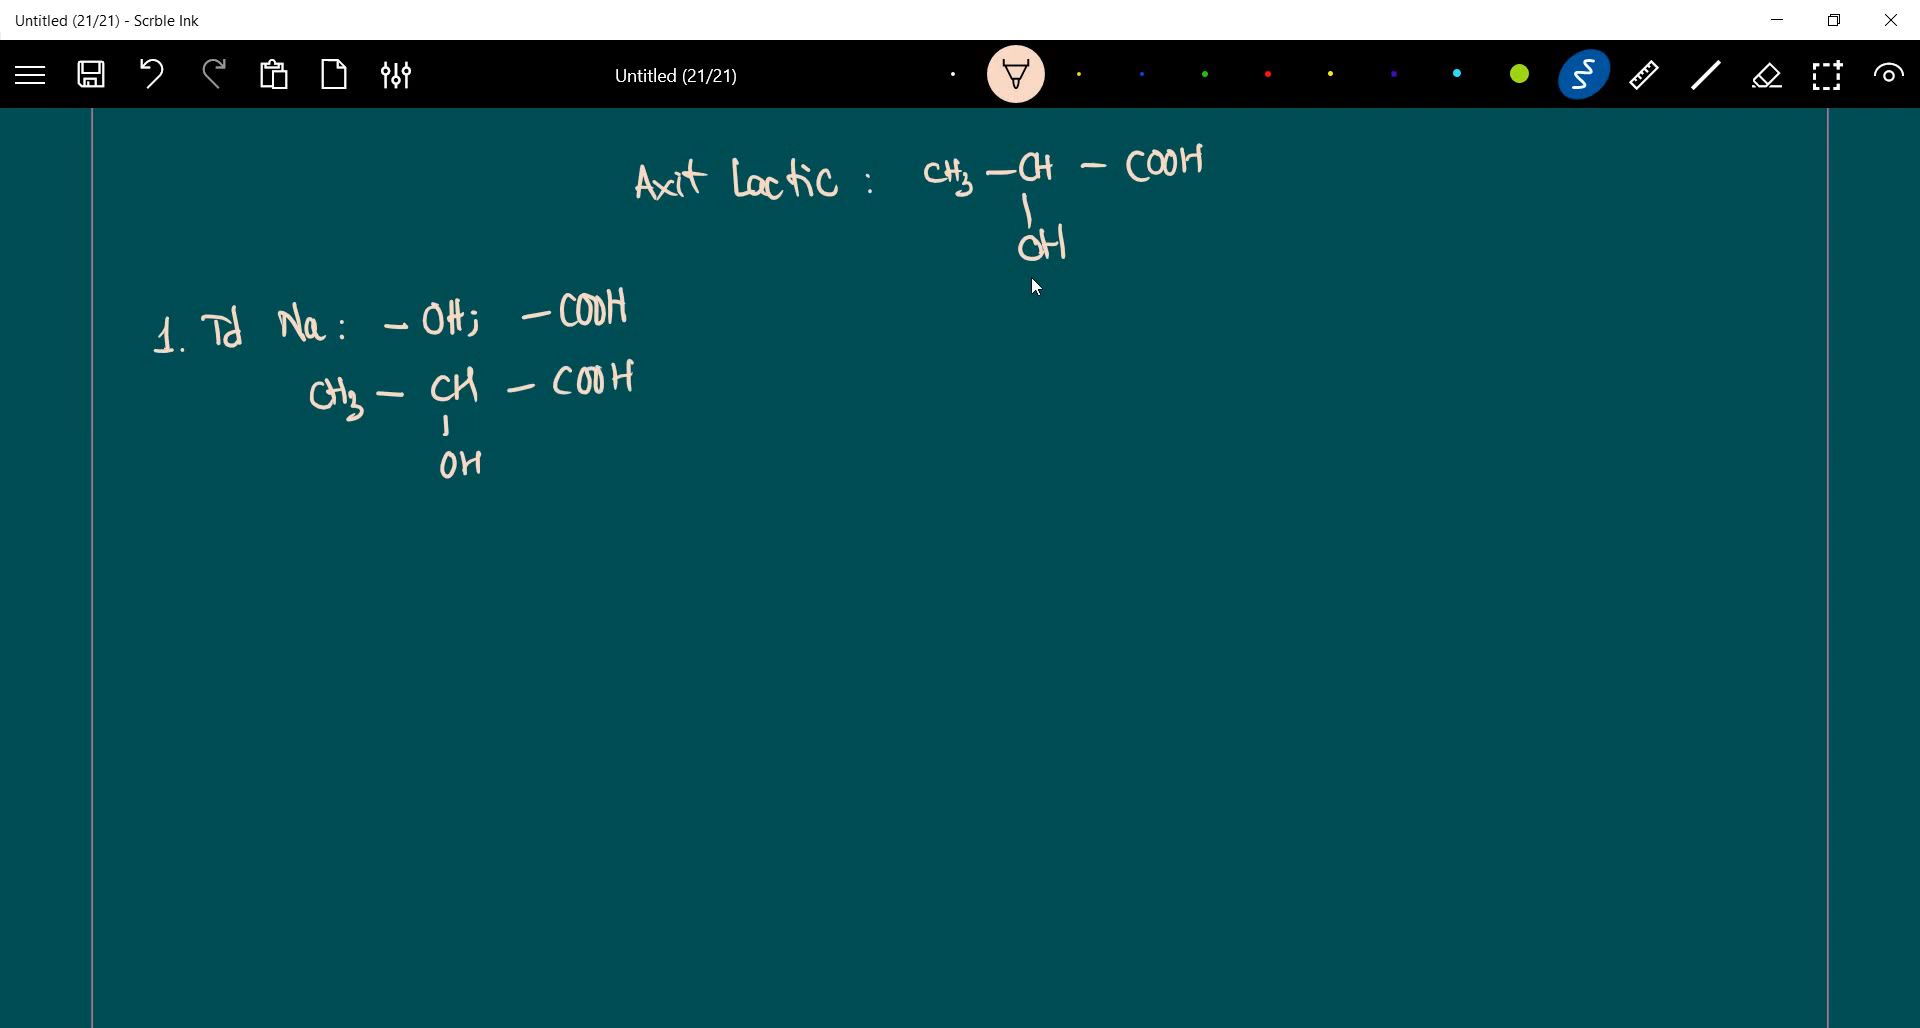 Untitled (21/21) - Scrble Ink
Untitled (21/21)
Axit Lactic : CH3 — CH — COOH
OH
1. Td Na : — OH; — COOH
CH3 — CH — COOH
OH